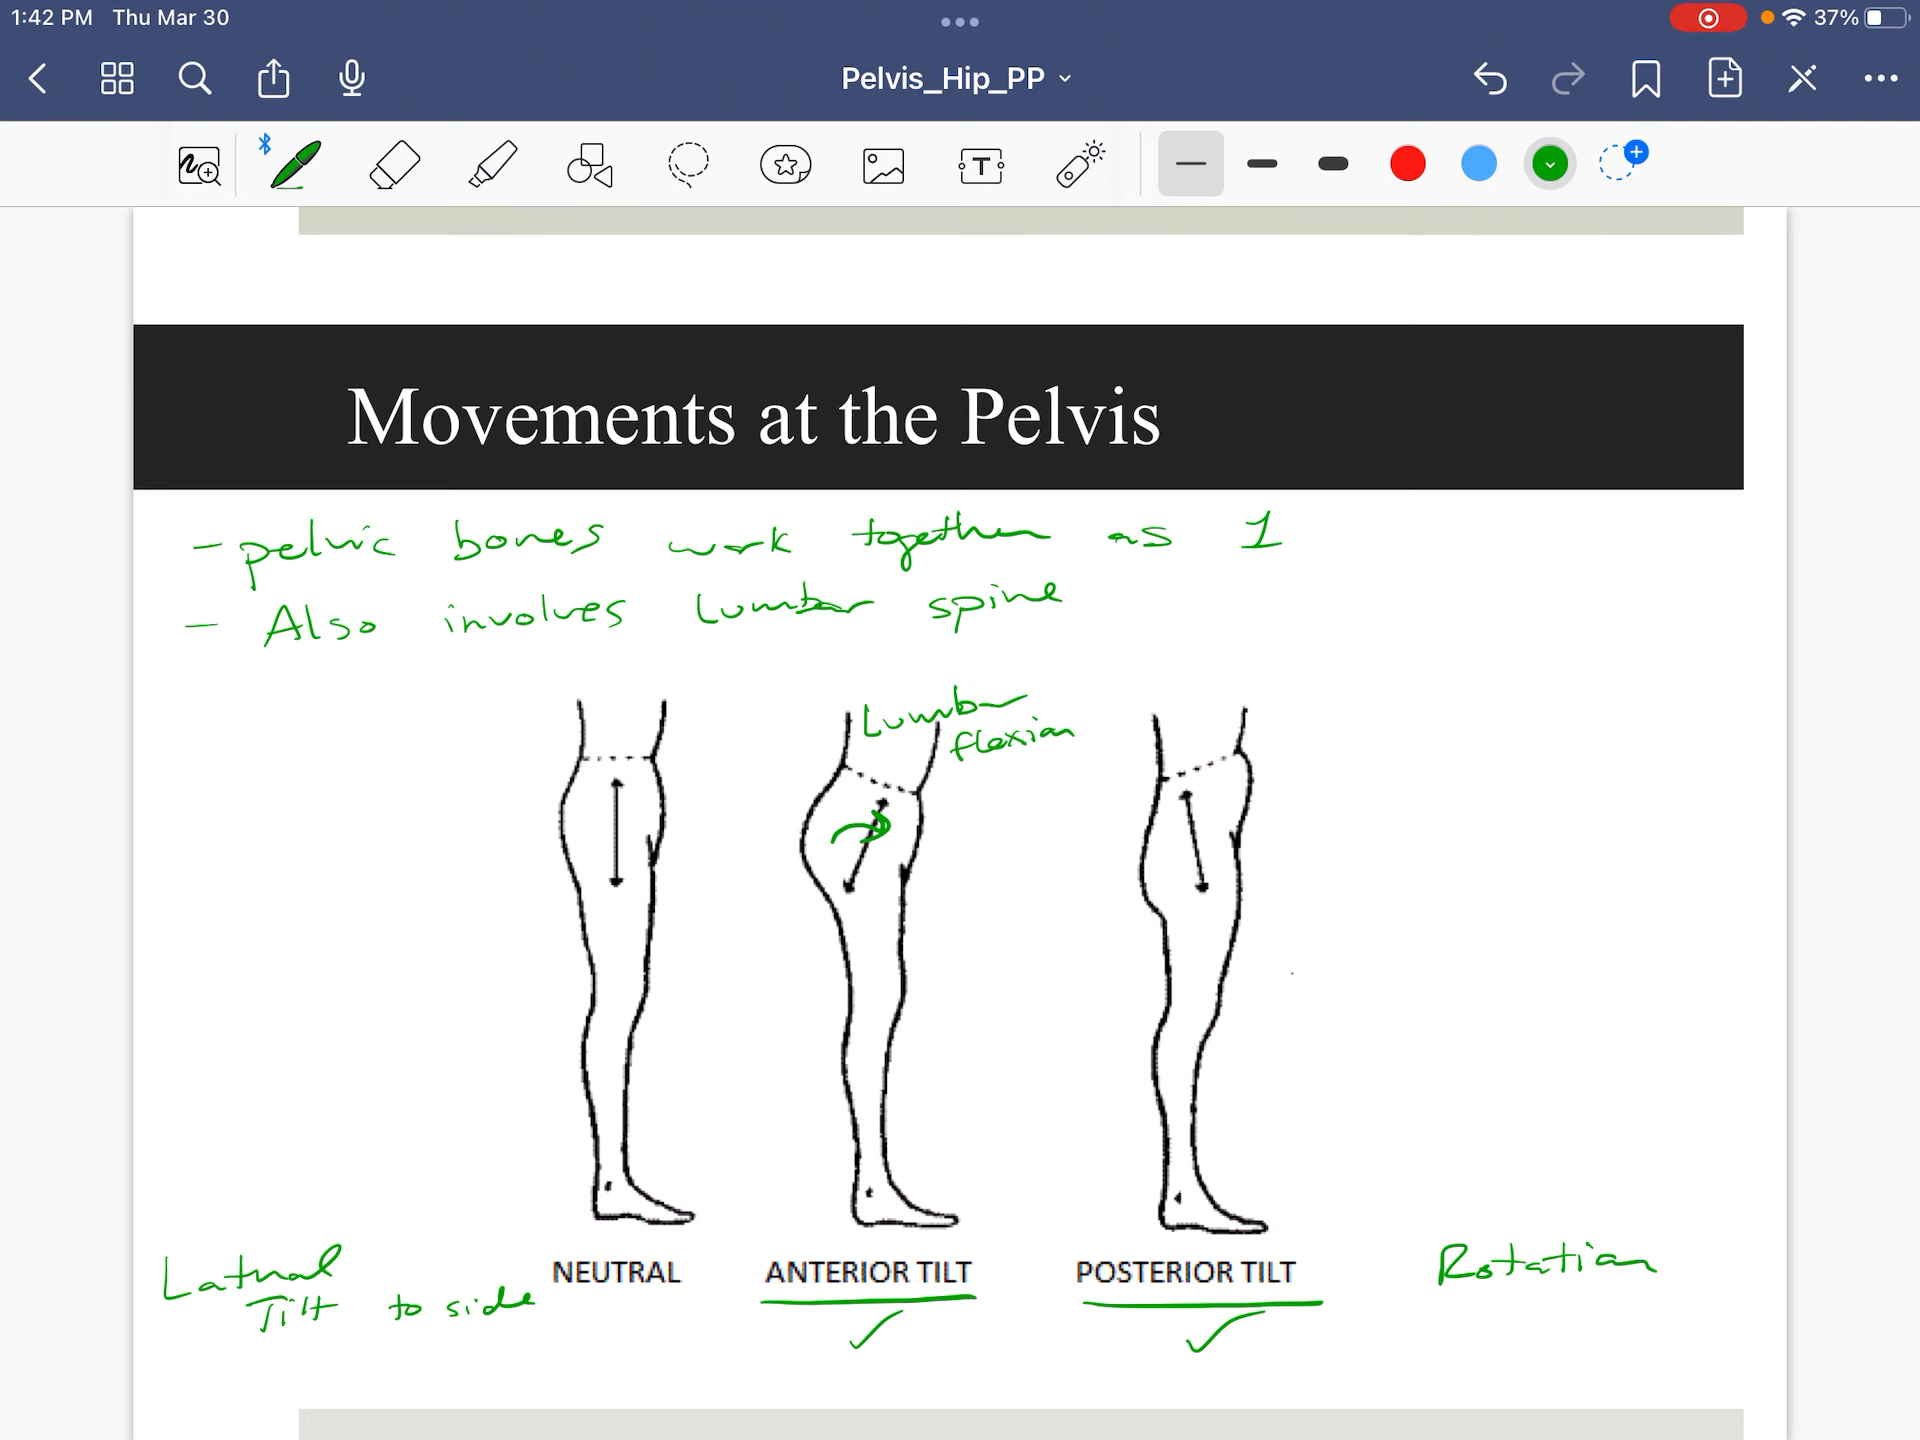 1:42 PM Thu Mar 30
37%
Pelvis_Hip_PP
T
Movements at the Pelvis
- pelvic bones work together as 1
- Also involves Lumbar spine
Lumbar
flexion
NEUTRAL
ANTERIOR TILT
POSTERIOR TILT
Lateral
Tilt to side
Rotation